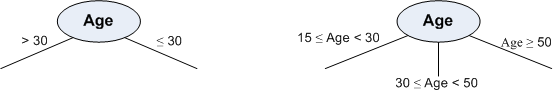 Age
> 30
≤ 30
Age
15 ≤ Age < 30
Age ≥ 50
30 ≤ Age < 50